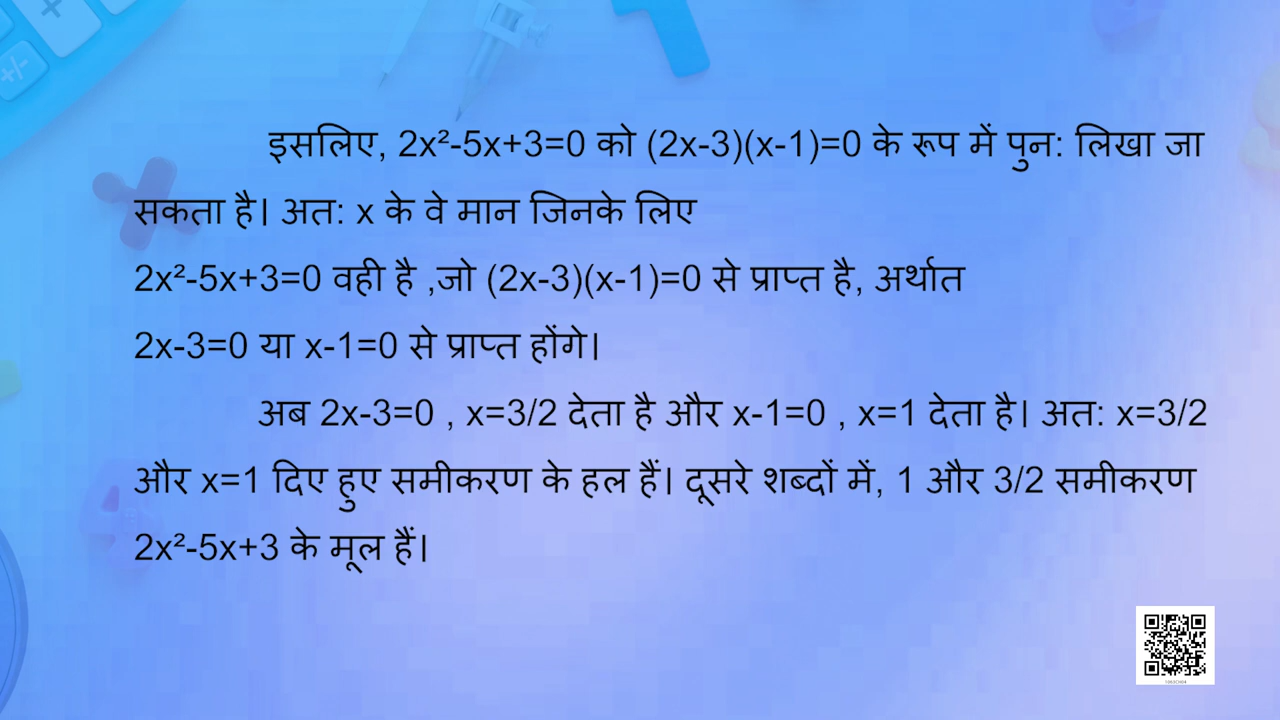 इसलिए, 2x²-5x+3=0 को (2x-3)(x-1)=0 के रूप में पुन: लिखा जा
सकता है। अत: x के वे मान जिनके लिए
2x²-5x+3=0 वही है ,जो (2x-3)(x-1)=0 से प्राप्त है, अर्थात
2x-3=0 या x-1=0 से प्राप्त होंगे।
अब 2x-3=0 , x=3/2 देता है और x-1=0 , x=1 देता है। अत: x=3/2
और x=1 दिए हुए समीकरण के हल हैं। दूसरे शब्दों में, 1 और 3/2 समीकरण
2x²-5x+3 के मूल हैं।